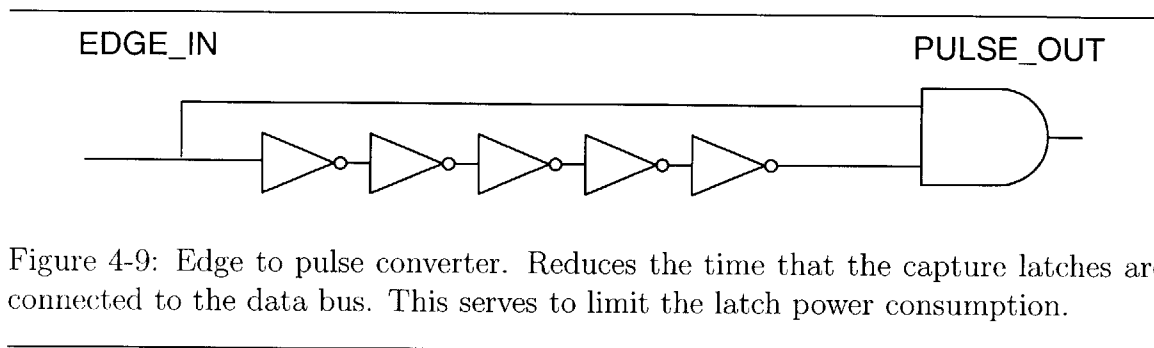 EDGE_IN
PULSE_OUT
Figure 4-9: Edge to pulse converter. Reduces the time that the capture latches are
connected to the data bus. This serves to limit the latch power consumption.